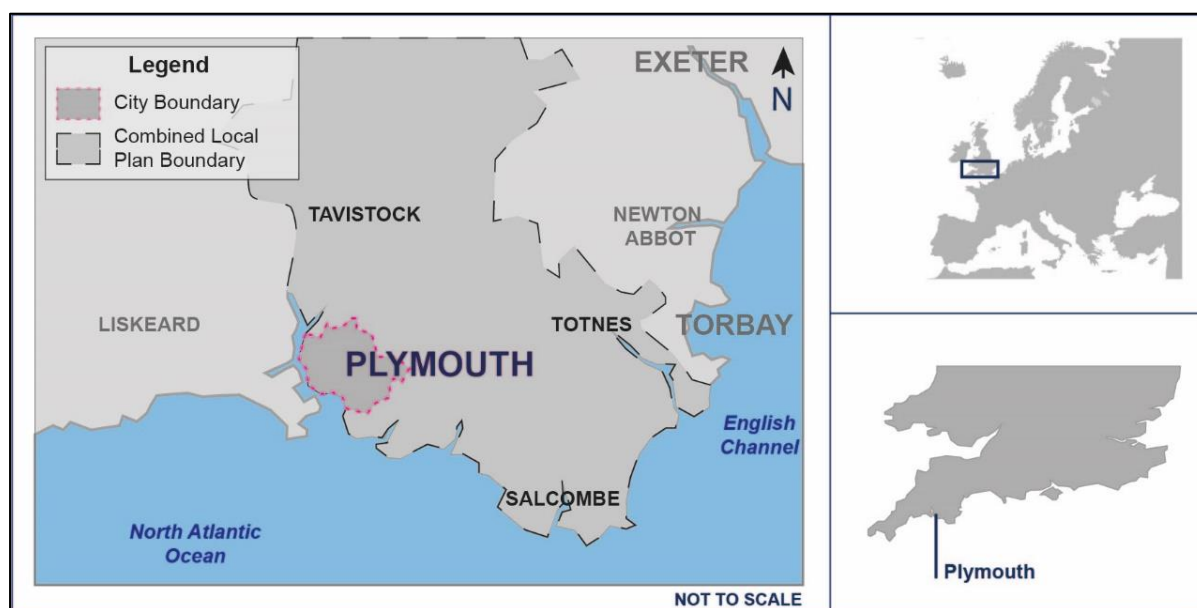 Legend
City Boundary
Combined Local
Plan Boundary
EXETER
N
TAVISTOCK
NEWTON
ABBOT
LISKEARD
TOTNES
TORBAY
PLYMOUTH
English
Channel
SALCOMBE
North Atlantic
Ocean
NOT TO SCALE
Plymouth